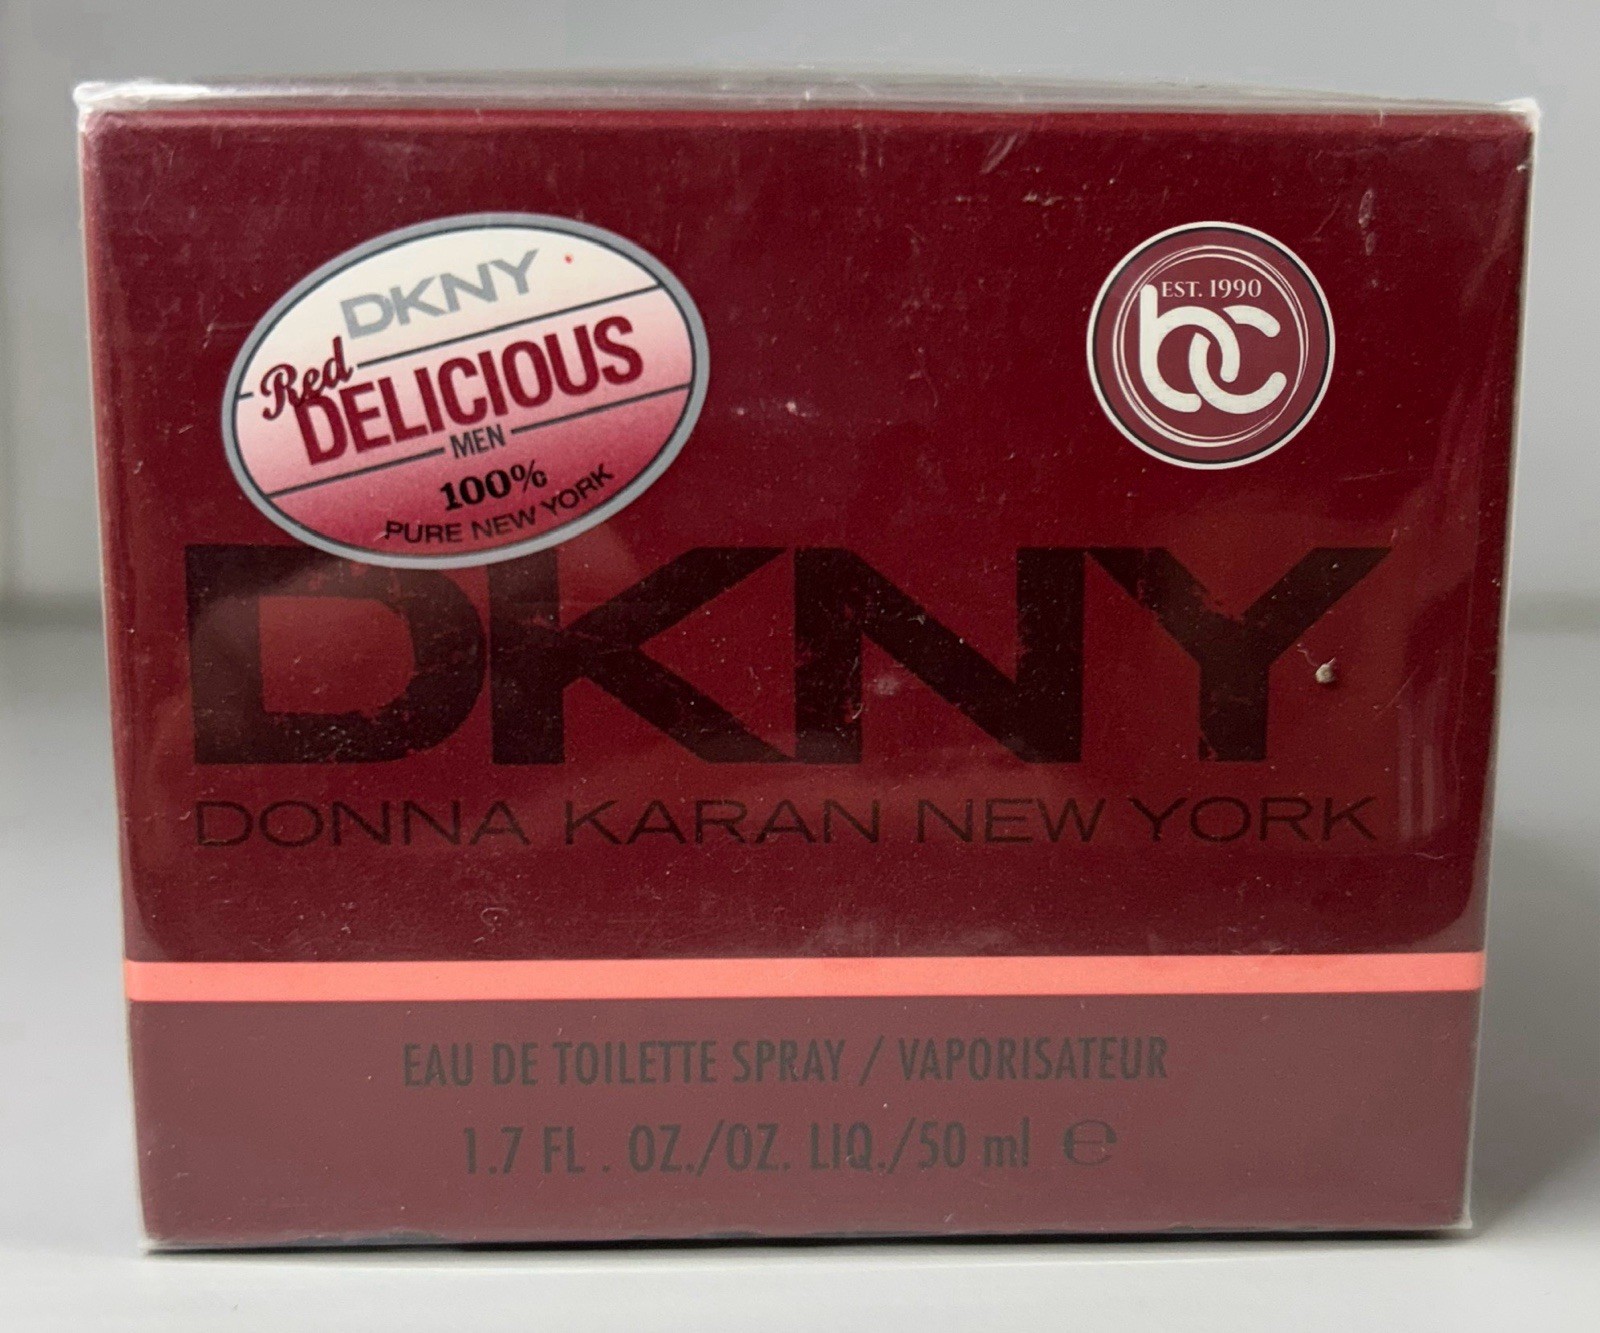 DKNY
Red
DELICIOUS
MEN
100%
PURE NEW YORK
EST. 1990
bc
DKNY
DONNA KARAN NEW YORK
EAU DE TOILETTE SPRAY / VAPORISATEUR
1.7 FL . OZ./OZ. LIQ./50 ml ℮